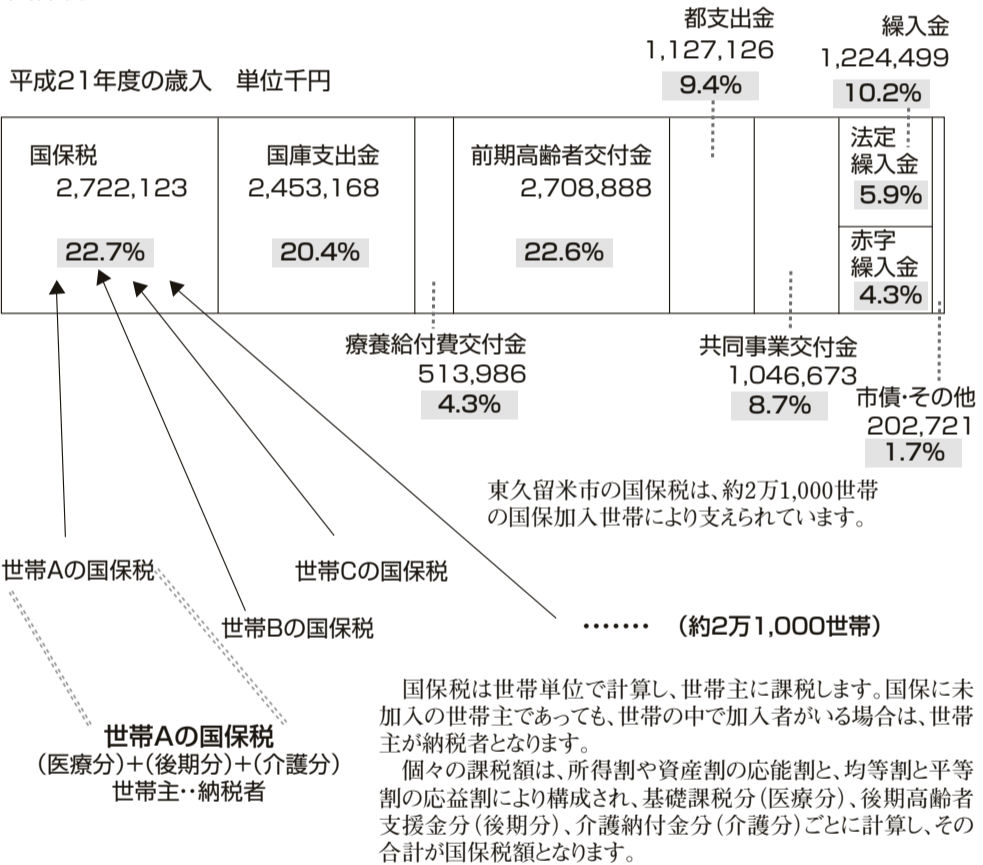 都支出金
1,127,126
9.4%
繰入金
1,224,499
10.2%
平成21年度の歳入　単位千円
国保税
2,722,123
22.7%
国庫支出金
2,453,168
20.4%
前期高齢者交付金
2,708,888
22.6%
法定
繰入金
5.9%
赤字
繰入金
4.3%
療養給付費交付金
513,986
4.3%
共同事業交付金
1,046,673
8.7%
市債・その他
202,721
1.7%
東久留米市の国保税は、約2万1,000世帯
の国保加入世帯により支えられています。
世帯Aの国保税
世帯Cの国保税
世帯Bの国保税
‥‥‥・ （約2万1,000世帯）
世帯Aの国保税
（医療分）+（後期分）+（介護分）
世帯主‥納税者
　国保税は世帯単位で計算し、世帯主に課税します。国保に未
加入の世帯主であっても、世帯の中で加入者がいる場合は、世帯
主が納税者となります。
　個々の課税額は、所得割や資産割の応能割と、均等割と平等
割の応益割により構成され、基礎課税分（医療分）、後期高齢者
支援金分（後期分）、介護納付金分（介護分）ごとに計算し、その
合計が国保税額となります。